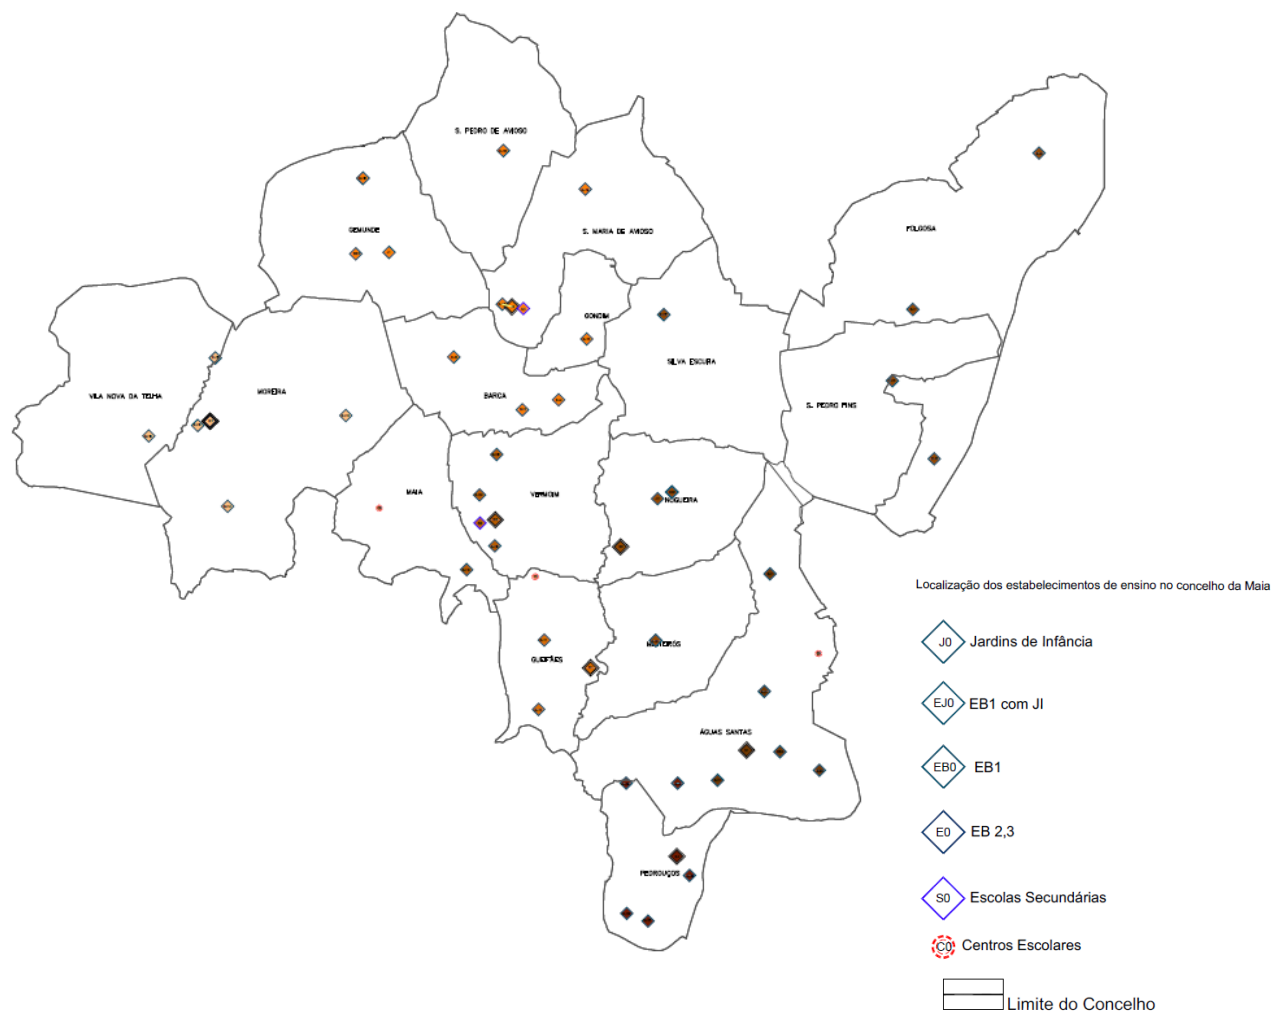 S. PEDRO DE AVIOSO
GEMUNDE
S. MARIA DE AVIOSO
FOLGOSA
GONDIM
SILVA ESCURA
VILA NOVA DA TELHA
MOREIRA
BARCA
S. PEDRO FINS
MAIA
VERMOIM
NOGUEIRA
GUEIFÃES
ÁGUAS SANTAS
PEDROUÇOS
Localização dos estabelecimentos de ensino no concelho da Maia
J0 Jardins de Infância
EJ0 EB1 com JI
EB0 EB1
E0 EB 2,3
S0 Escolas Secundárias
C0 Centros Escolares
Limite do Concelho